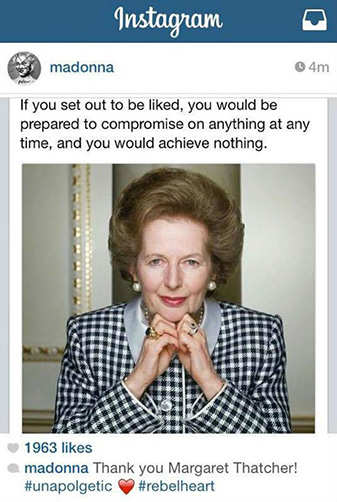 Instagram
madonna
4m
If you set out to be liked, you would be
prepared to compromise on anything at any
time, and you would achieve nothing.
1963 likes
madonna Thank you Margaret Thatcher!
#unapolgetic ❤️ #rebelheart